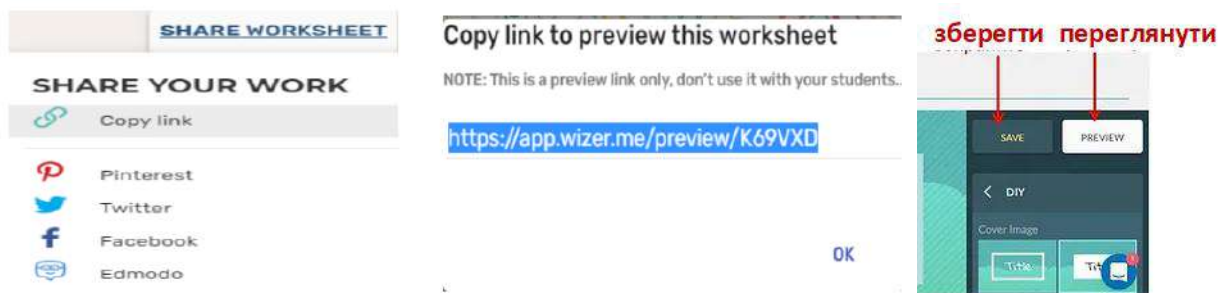 SHARE WORKSHEET
SHARE YOUR WORK
Copy link
Pinterest
Twitter
Facebook
Edmodo
Copy link to preview this worksheet
NOTE: This is a preview link only, don't use it with your students..
https://app.wizer.me/preview/K69VXD
OK
зберегти переглянути
SAVE
PREVIEW
< DIY
Cover Image
Title